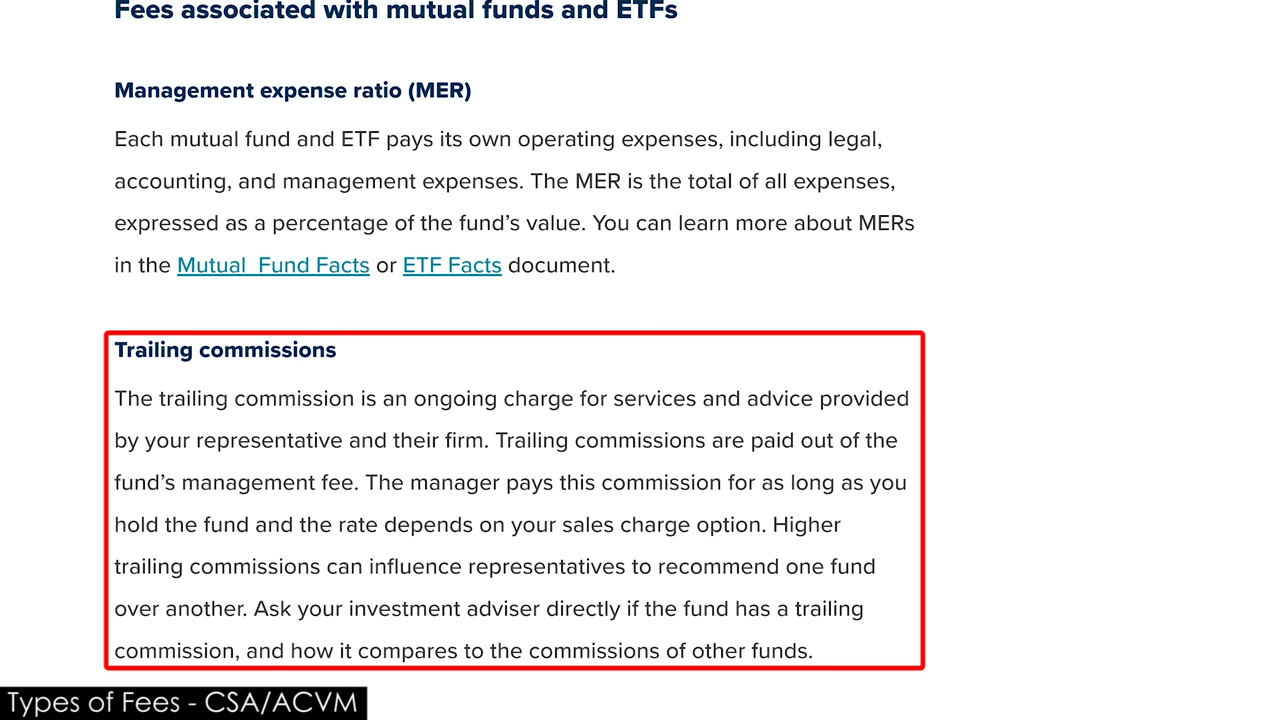 Fees associated with mutual funds and ETFs
Management expense ratio (MER)
Each mutual fund and ETF pays its own operating expenses, including legal,
accounting, and management expenses. The MER is the total of all expenses,
expressed as a percentage of the fund’s value. You can learn more about MERs
in the Mutual Fund Facts or ETF Facts document.
Trailing commissions
The trailing commission is an ongoing charge for services and advice provided
by your representative and their firm. Trailing commissions are paid out of the
fund’s management fee. The manager pays this commission for as long as you
hold the fund and the rate depends on your sales charge option. Higher
trailing commissions can influence representatives to recommend one fund
over another. Ask your investment adviser directly if the fund has a trailing
commission, and how it compares to the commissions of other funds.
Types of Fees - CSA/ACVM